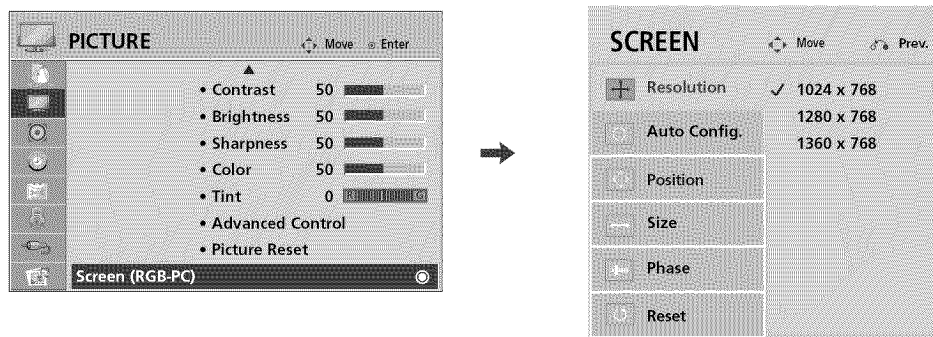 PICTURE
Move Enter
• Contrast 50
• Brightness 50
• Sharpness 50
• Color 50
• Tint 0 R G
• Advanced Control
• Picture Reset
Screen (RGB-PC)
SCREEN
Move Prev.
Resolution
Auto Config.
Position
Size
Phase
Reset
✓ 1024 x 768
1280 x 768
1360 x 768